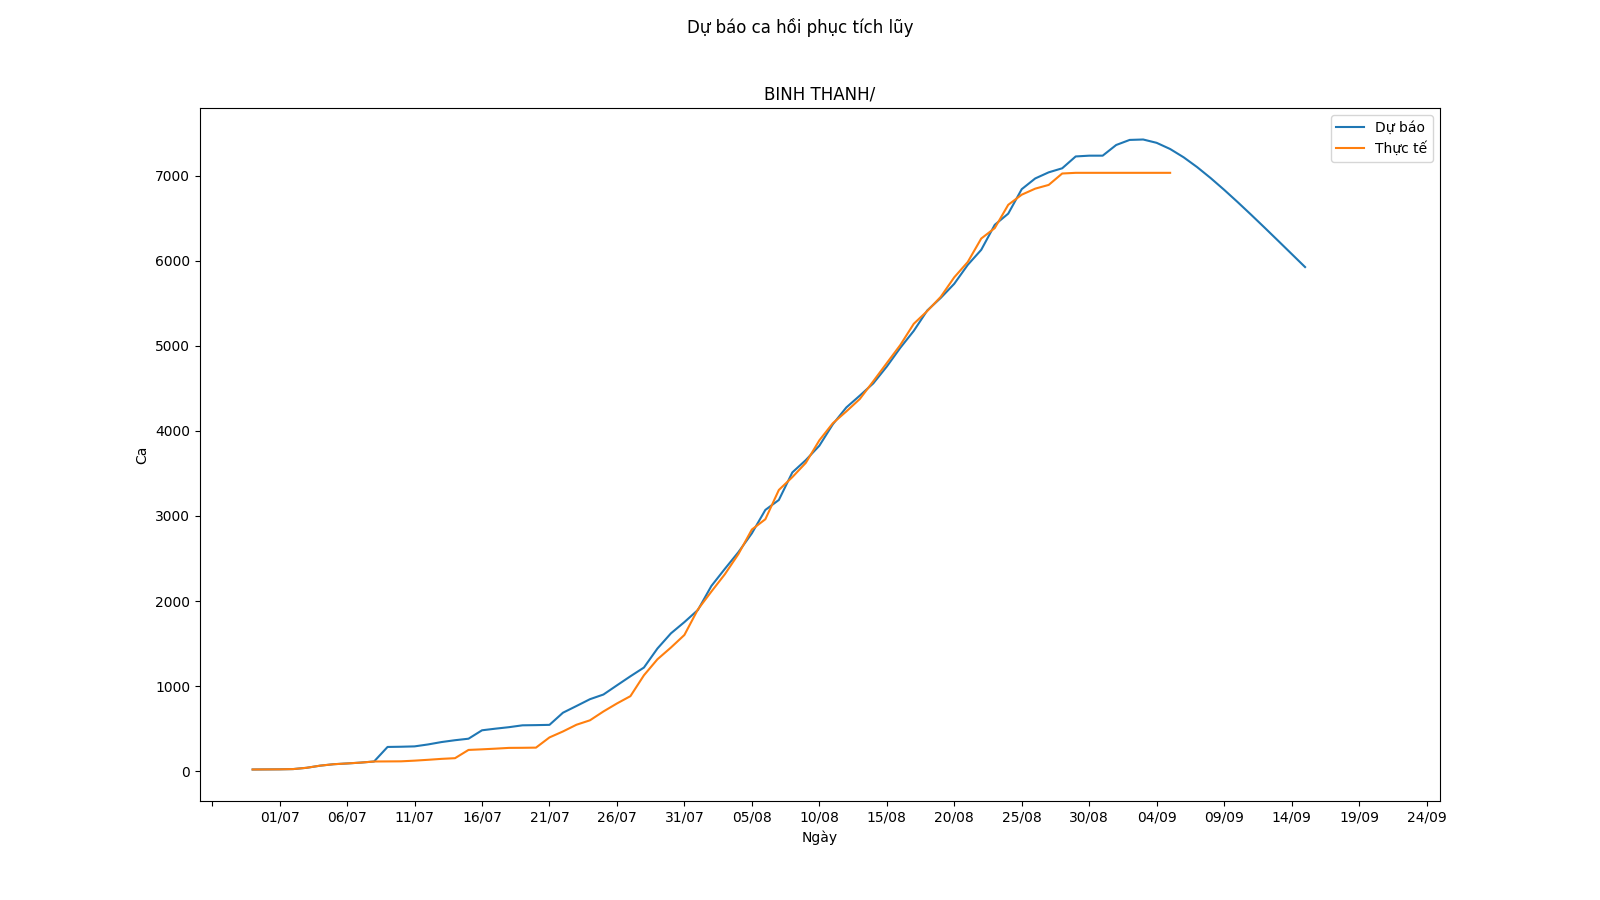 Dự báo ca hồi phục tích lũy
BINH THANH/
Dự báo
Thực tế
7000
6000
5000
4000
3000
2000
1000
0
Ca
01/07 06/07 11/07 16/07 21/07 26/07 31/07 05/08 10/08 15/08 20/08 25/08 30/08 04/09 09/09 14/09 19/09 24/09
Ngày